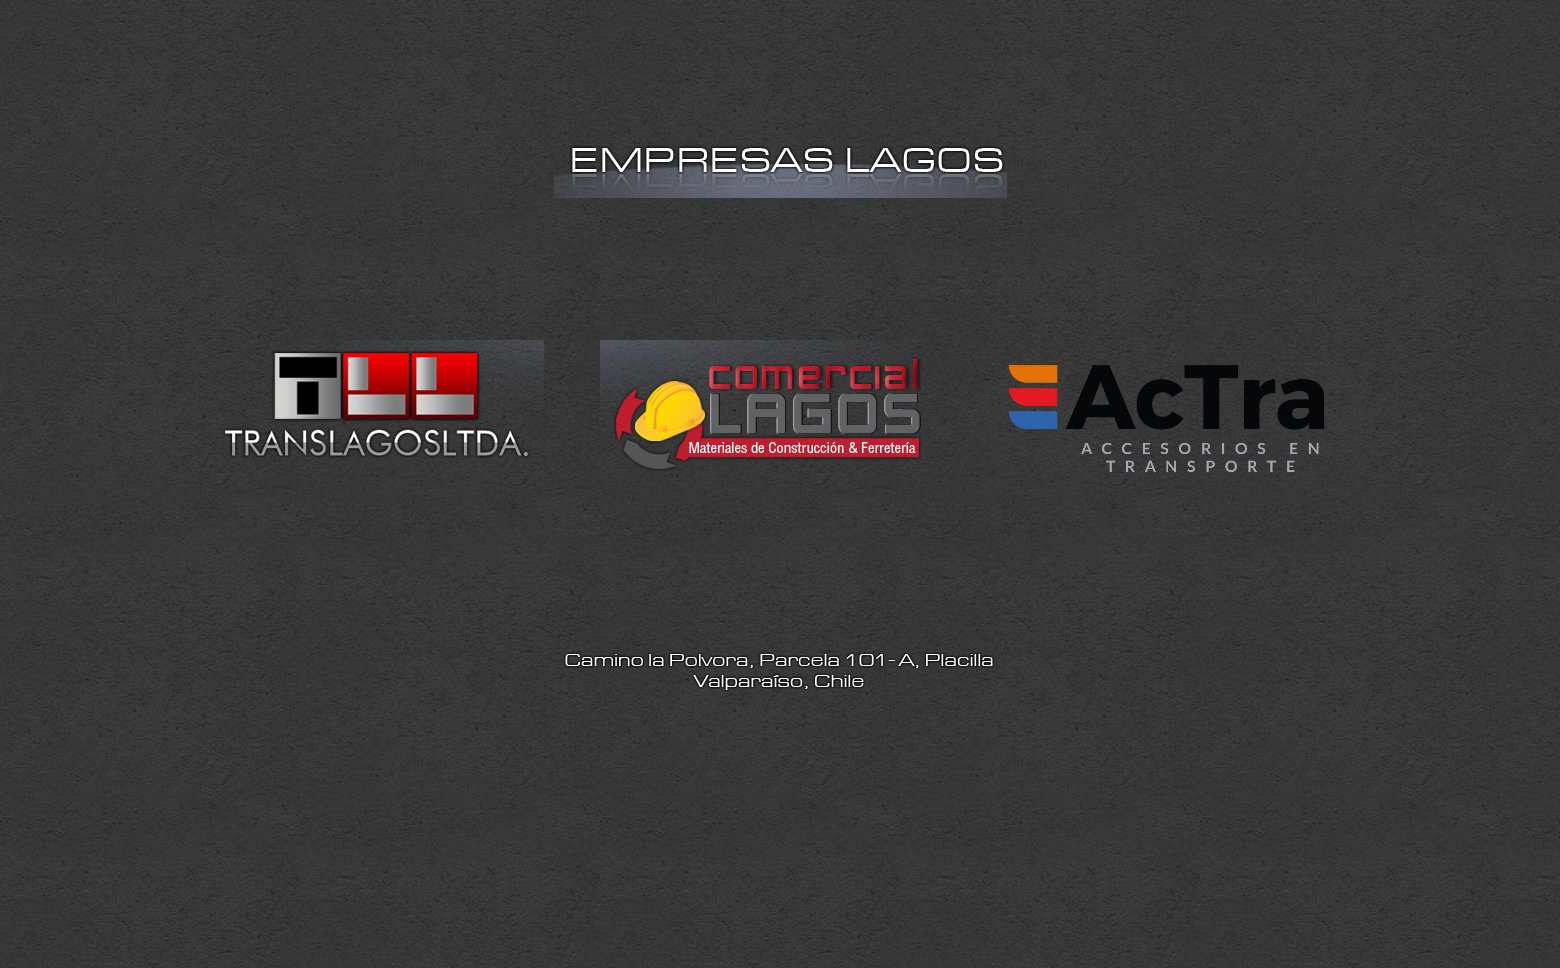 EMPRESAS LAGOS
TLL
TRANSLAGOSLTDA.
comercial
LAGOS
Materiales de Construcción & Ferretería
AcTra
ACCESORIOS EN
TRANSPORTE
Camino la Polvora, Parcela 101-A, Placilla
Valparaíso, Chile